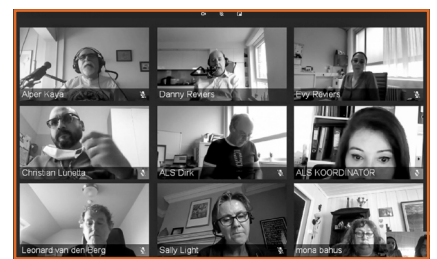 Alper Kaya
Danny Reviers
Evy Reviers
Christian Lunetta
ALS Dirk
ALS KOORDINATOR
Leonard van den Berg
Sally Light
mona bahus